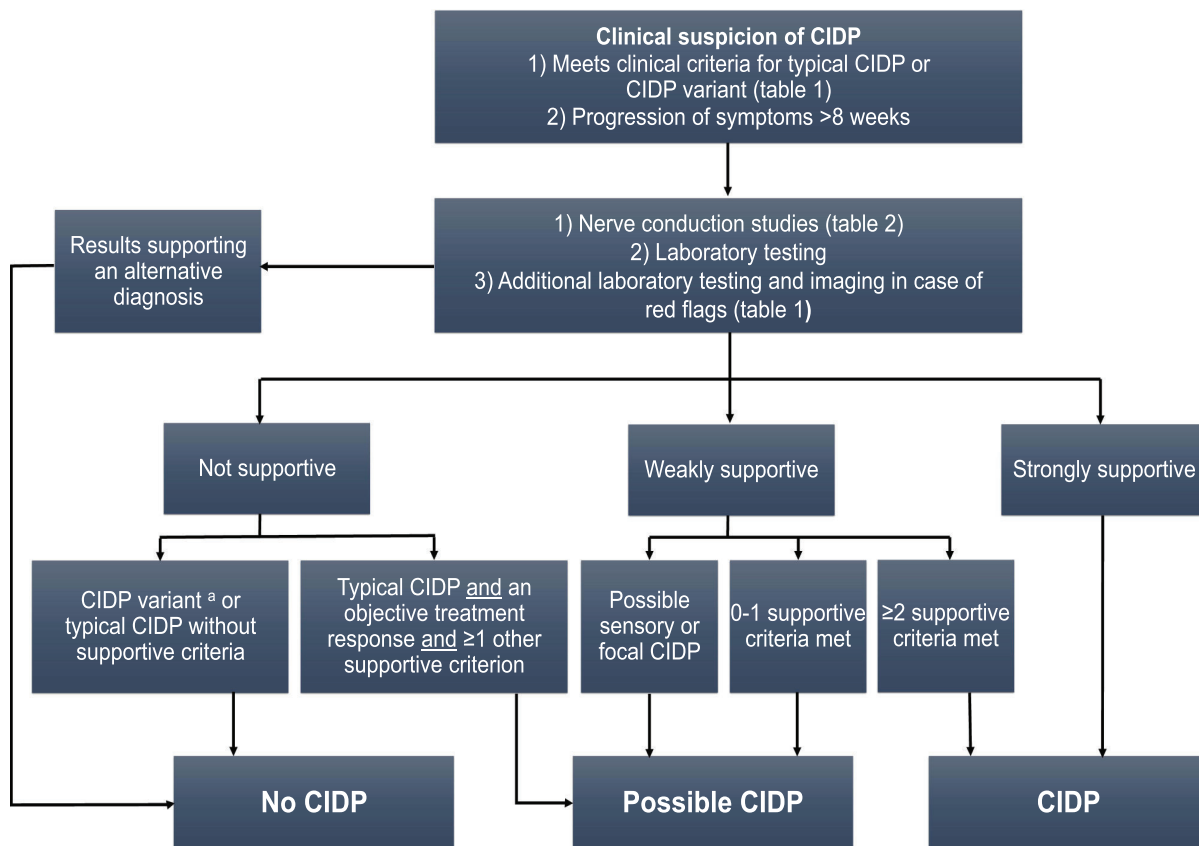 Clinical suspicion of CIDP
1) Meets clinical criteria for typical CIDP or
CIDP variant (table 1)
2) Progression of symptoms >8 weeks
1) Nerve conduction studies (table 2)
2) Laboratory testing
3) Additional laboratory testing and imaging in case of
red flags (table 1)
Results supporting
an alternative
diagnosis
Not supportive
Weakly supportive
Strongly supportive
CIDP variant ᵃ or
typical CIDP without
supportive criteria
Typical CIDP and an
objective treatment
response and ≥1 other
supportive criterion
Possible
sensory or
focal CIDP
0-1 supportive
criteria met
≥2 supportive
criteria met
No CIDP
Possible CIDP
CIDP